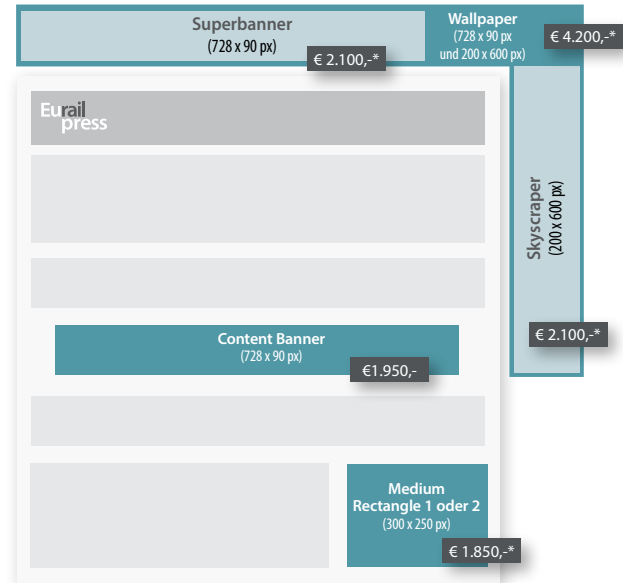 Superbanner
(728 x 90 px)
€ 2.100,-*
Wallpaper
(728 x 90 px
und 200 x 600 px)
€ 4.200,-*
Eurail
press
Skyscraper
(200 x 600 px)
€ 2.100,-*
Content Banner
(728 x 90 px)
€1.950,-
Medium
Rectangle 1 oder 2
(300 x 250 px)
€ 1.850,-*